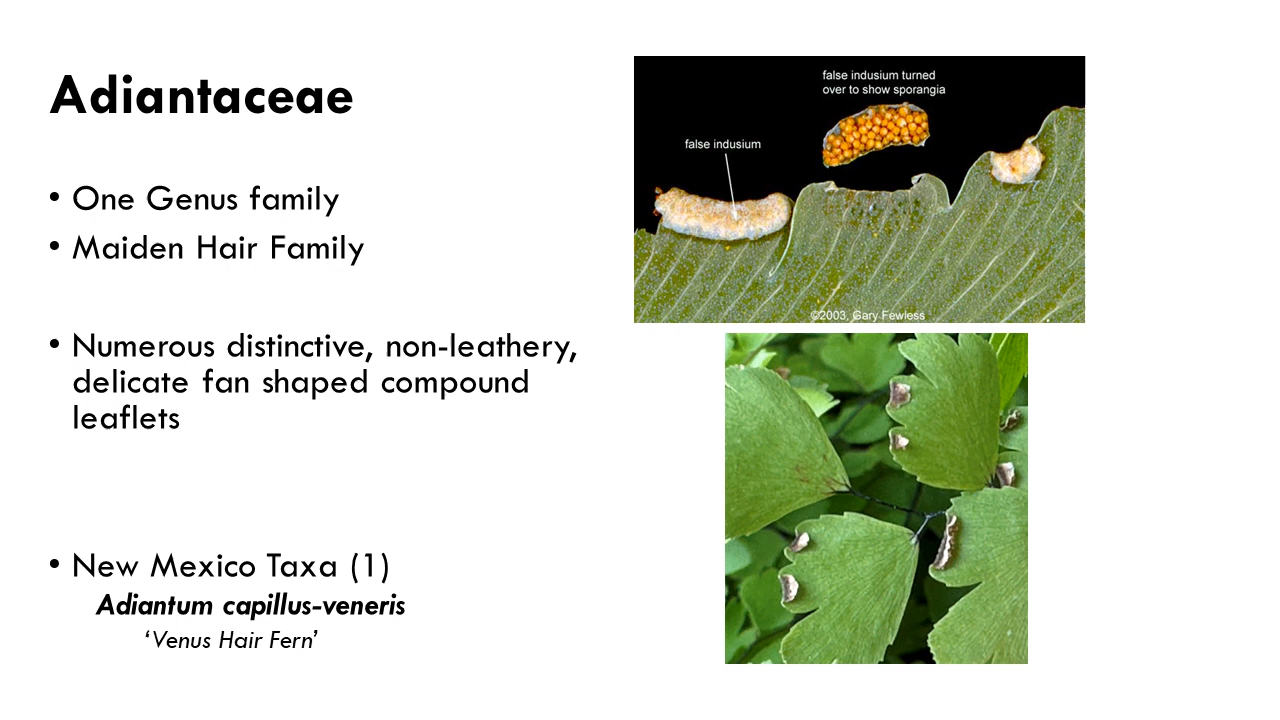 Adiantaceae
• One Genus family
• Maiden Hair Family
• Numerous distinctive, non-leathery,
delicate fan shaped compound
leaflets
• New Mexico Taxa (1)
Adiantum capillus-veneris
‘Venus Hair Fern’
false indusium turned
over to show sporangia
false indusium
©2003, Gary Fewless